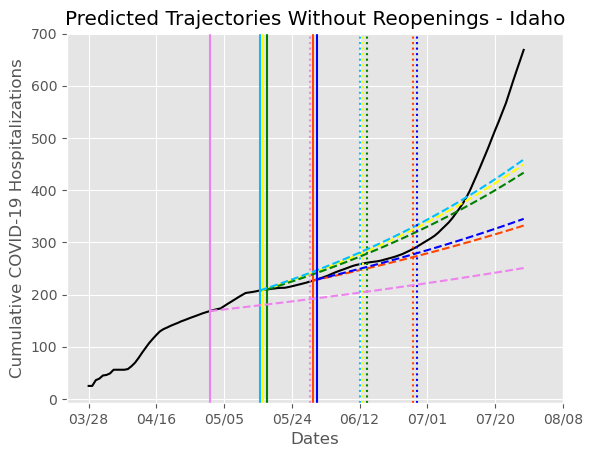 Predicted Trajectories Without Reopenings - Idaho
Cumulative COVID-19 Hospitalizations
700
600
500
400
300
200
100
0
03/28 04/16 05/05 05/24 06/12 07/01 07/20 08/08
Dates